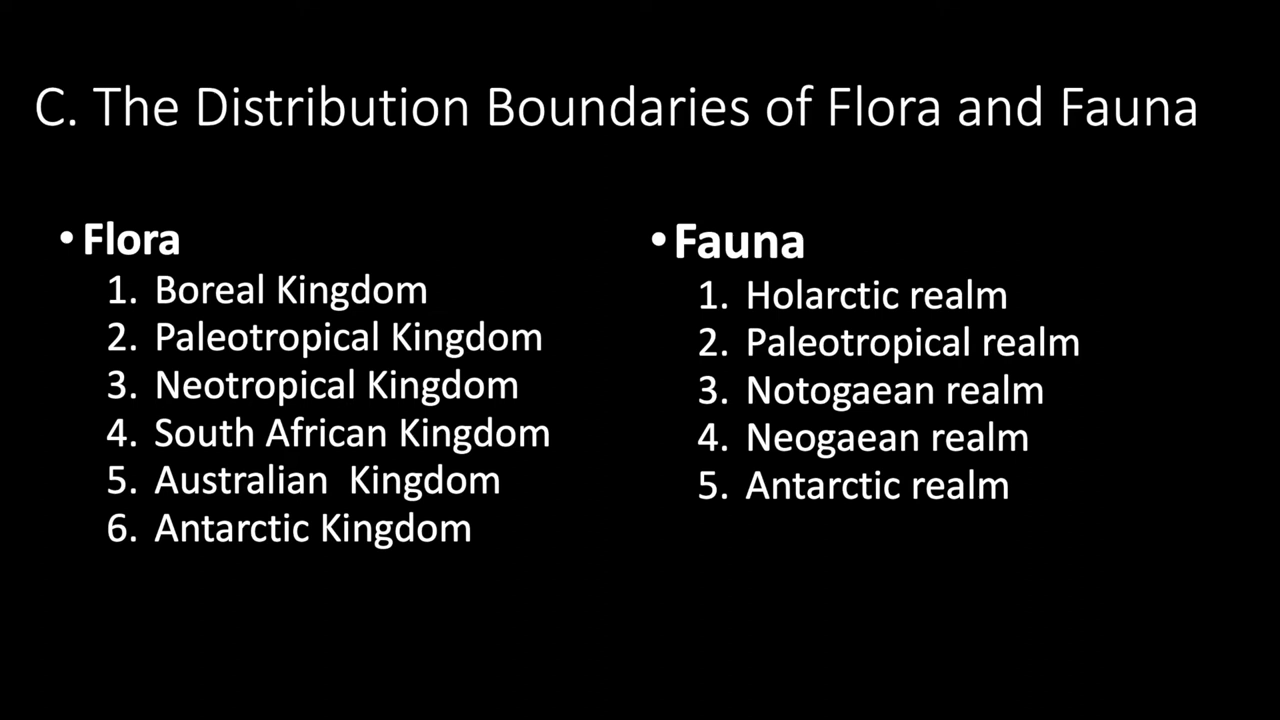 C. The Distribution Boundaries of Flora and Fauna
• Flora
1. Boreal Kingdom
2. Paleotropical Kingdom
3. Neotropical Kingdom
4. South African Kingdom
5. Australian  Kingdom
6. Antarctic Kingdom
• Fauna
1. Holarctic realm
2. Paleotropical realm
3. Notogaean realm
4. Neogaean realm
5. Antarctic realm